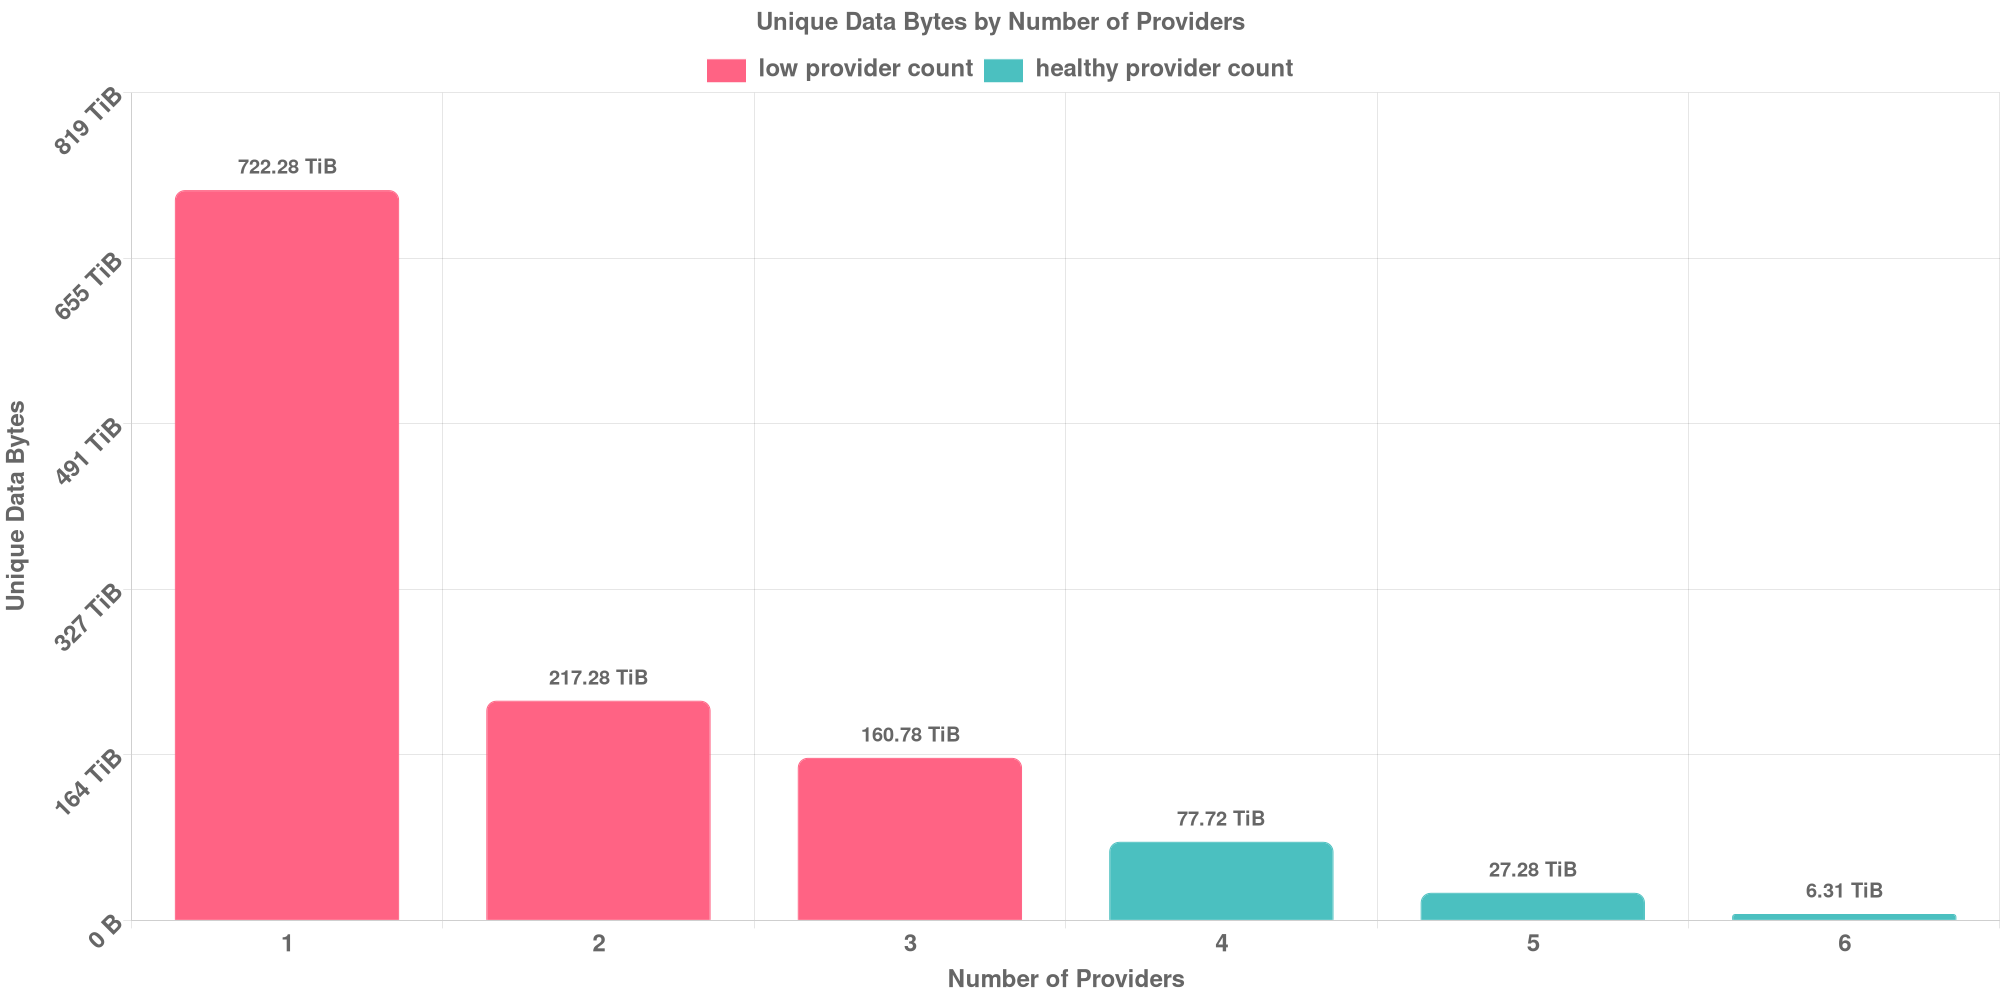 Unique Data Bytes by Number of Providers
low provider count healthy provider count
819 TiB
655 TiB
491 TiB
327 TiB
164 TiB
0 B
Unique Data Bytes
722.28 TiB
217.28 TiB
160.78 TiB
77.72 TiB
27.28 TiB
6.31 TiB
1 2 3 4 5 6
Number of Providers